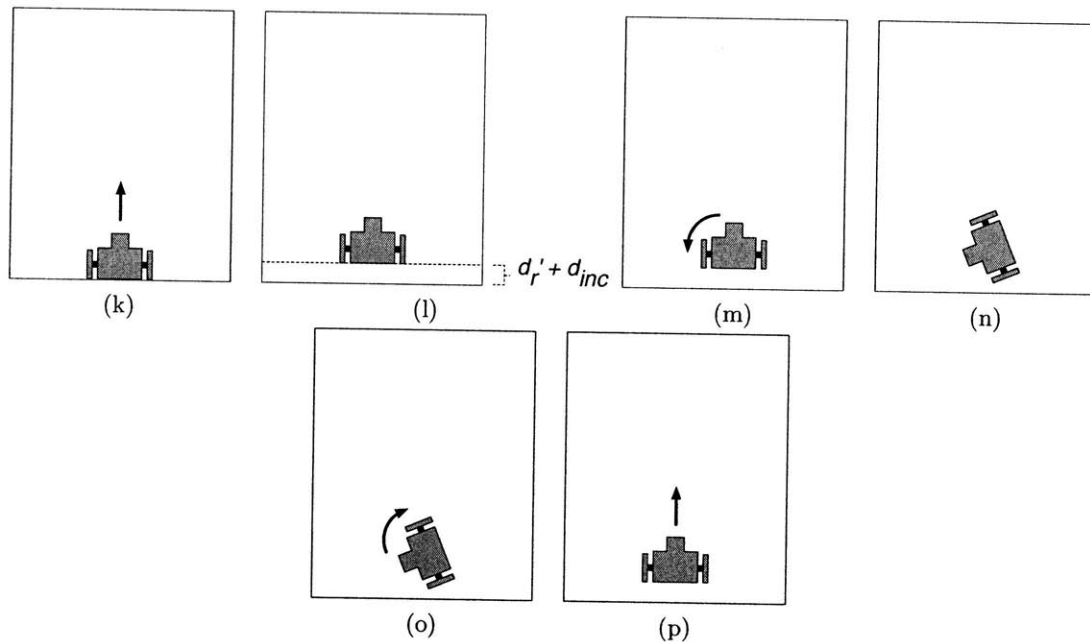 (k)
(l)
d_r' + d_inc
(m)
(n)
(o)
(p)